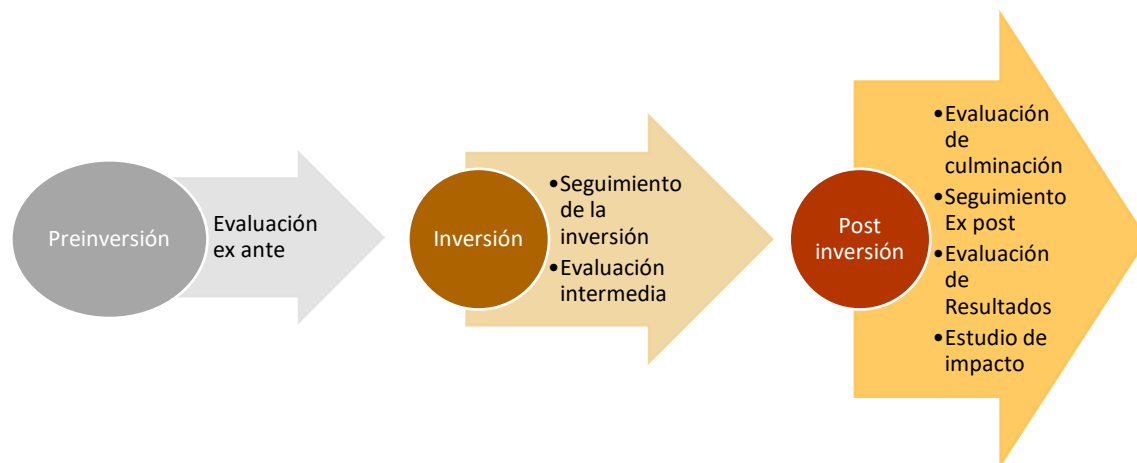 Preinversión
Evaluación
ex ante
Inversión
•Seguimiento
de la
inversión
•Evaluación
intermedia
Post
inversión
•Evaluación
de
culminación
•Seguimiento
Ex post
•Evaluación
de
Resultados
•Estudio de
impacto